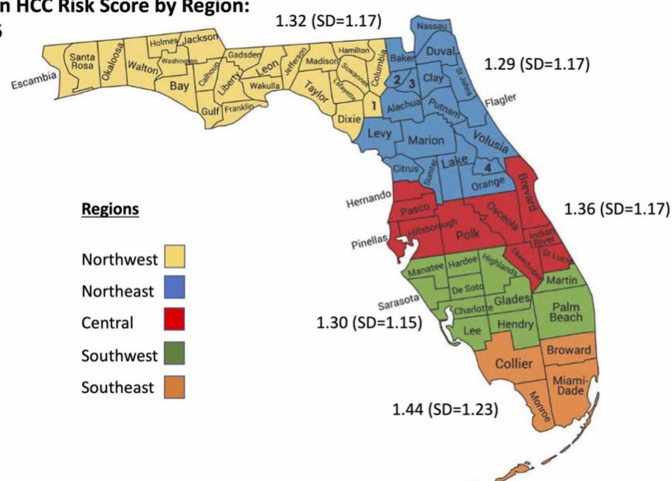 n HCC Risk Score by Region:
1.32 (SD=1.17)
1.29 (SD=1.17)
1.36 (SD=1.17)
1.30 (SD=1.15)
1.44 (SD=1.23)
Regions
Northwest
Northeast
Central
Southwest
Southeast
Escambia
Santa
Rosa
Okaloosa
Walton
Holmes
Jackson
Washington
Bay
Calhoun
Gulf
Liberty
Franklin
Gadsden
Leon
Wakulla
Jefferson
Madison
Taylor
Hamilton
Suwannee
Lafayette
Dixie
Columbia
1
Nassau
Baker
Duval
2
3
Clay
St Johns
Alachua
Putnam
Flagler
Levy
Marion
Volusia
Citrus
Sumter
Lake
4
Orange
Hernando
Pasco
Pinellas
Hillsborough
Polk
Osceola
Brevard
Indian
River
Okeechobee
St Lucie
Manatee
Hardee
Highlands
Martin
Sarasota
De Soto
Charlotte
Glades
Palm
Beach
Lee
Hendry
Collier
Broward
Monroe
Miami-
Dade